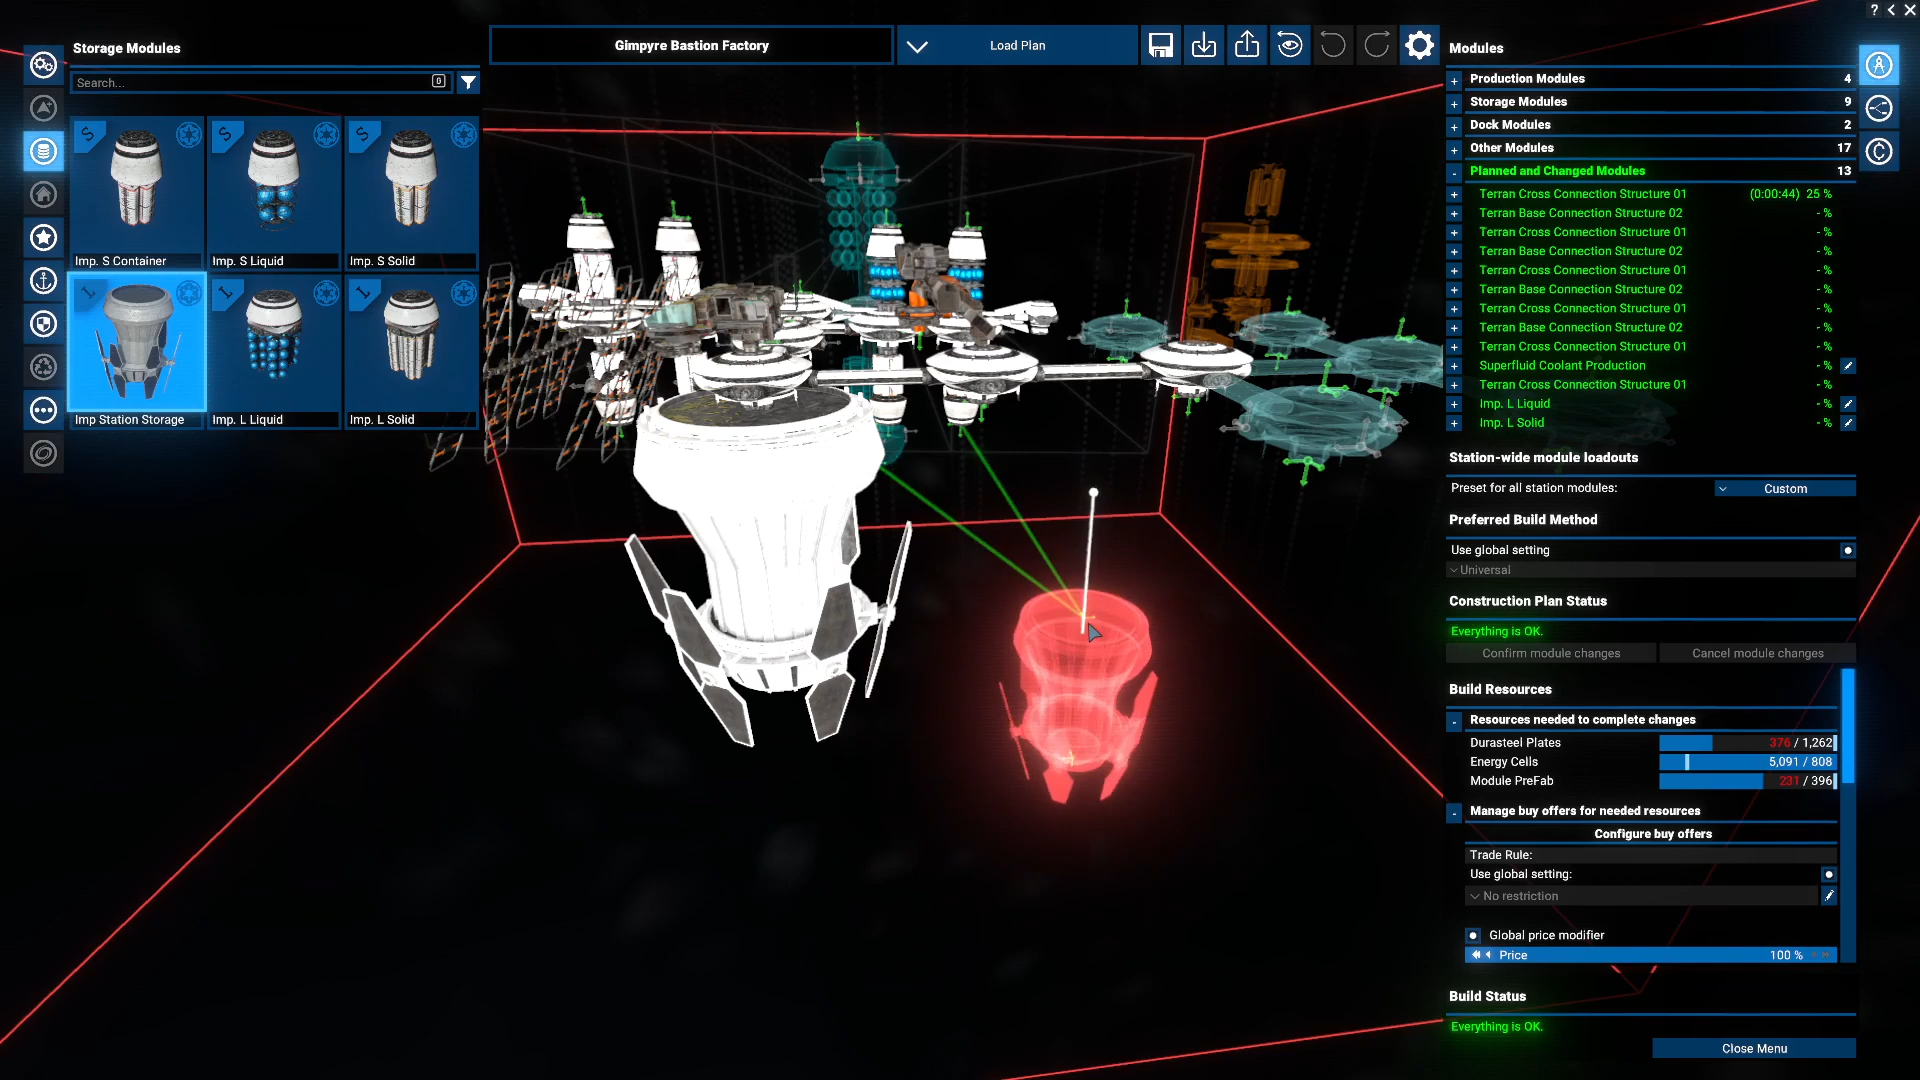 Storage Modules
Search...
0
S
S
S
Imp. S Container
Imp. S Liquid
Imp. S Solid
L
L
L
Imp Station Storage
Imp. L Liquid
Imp. L Solid
Gimpyre Bastion Factory
Load Plan
? < X
Modules
+ Production Modules 4
+ Storage Modules 9
+ Dock Modules 2
+ Other Modules 17
- Planned and Changed Modules 13
+ Terran Cross Connection Structure 01 (0:00:44) 25 %
+ Terran Base Connection Structure 02 - %
+ Terran Cross Connection Structure 01 - %
+ Terran Base Connection Structure 02 - %
+ Terran Cross Connection Structure 01 - %
+ Terran Base Connection Structure 02 - %
+ Terran Cross Connection Structure 01 - %
+ Terran Base Connection Structure 02 - %
+ Terran Cross Connection Structure 01 - %
+ Superfluid Coolant Production - %
+ Terran Cross Connection Structure 01 - %
+ Imp. L Liquid - %
+ Imp. L Solid - %
Station-wide module loadouts
Preset for all station modules: Custom
Preferred Build Method
Use global setting
Universal
Construction Plan Status
Everything is OK.
Confirm module changes Cancel module changes
Build Resources
- Resources needed to complete changes
Durasteel Plates 376 / 1,262
Energy Cells 5,091 / 808
Module PreFab 231 / 396
- Manage buy offers for needed resources
Configure buy offers
Trade Rule:
Use global setting:
No restriction
Global price modifier
Price 100 %
Build Status
Everything is OK.
Close Menu